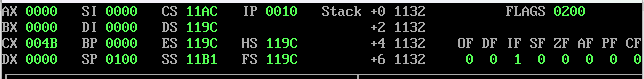 AX 0000 SI 0000 CS 11AC IP 0010 Stack +0 1132 FLAGS 0200
BX 0000 DI 0000 DS 119C +2 1132
CX 004B BP 0000 ES 119C HS 119C +4 1132 OF DF IF SF ZF AF PF CF
DX 0000 SP 0100 SS 11B1 FS 119C +6 1132 0 0 1 0 0 0 0 0